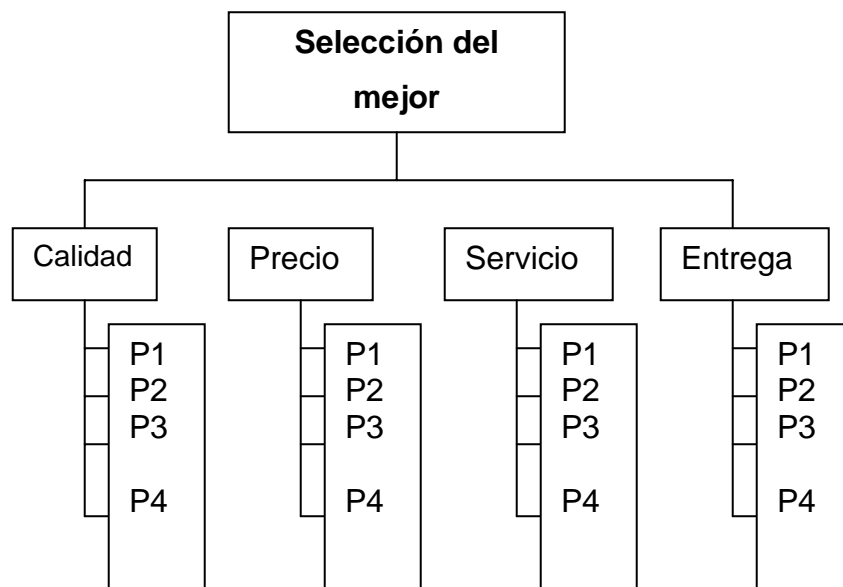 Selección del
mejor
Calidad
Precio
Servicio
Entrega
P1
P2
P3
P4
P1
P2
P3
P4
P1
P2
P3
P4
P1
P2
P3
P4